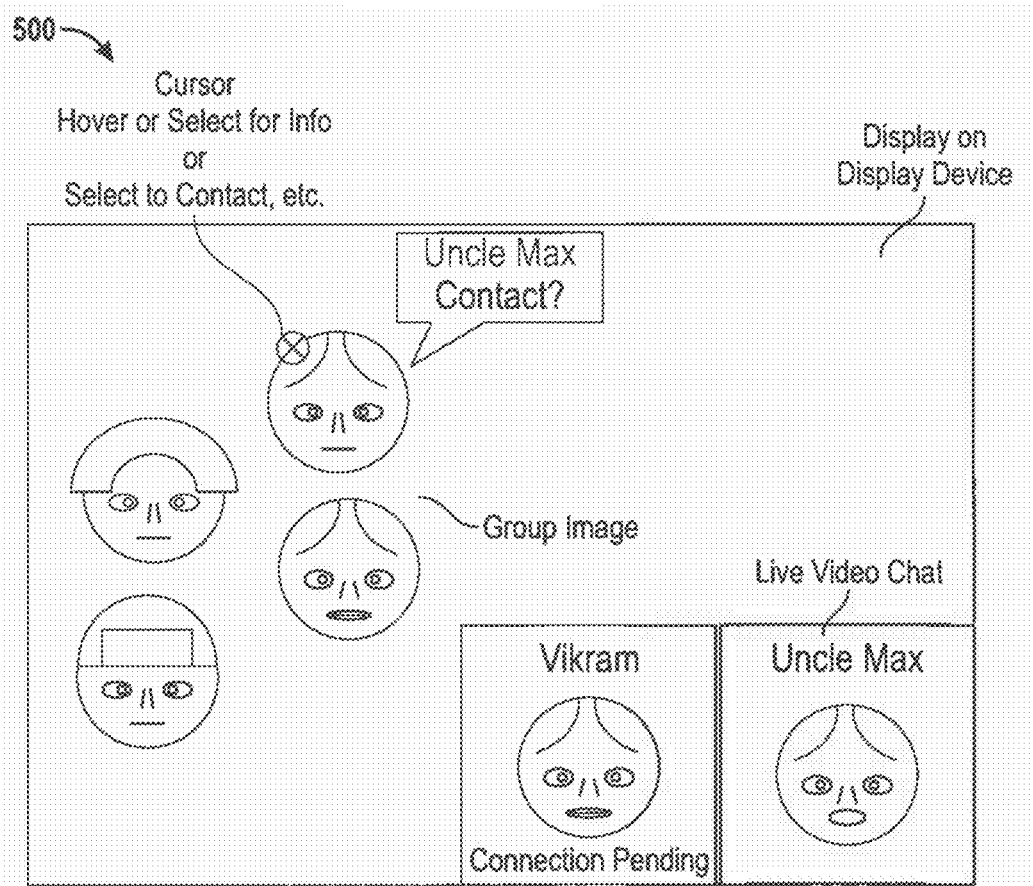 500
Cursor
Hover or Select for Info
or
Select to Contact, etc.
Display on
Display Device
Uncle Max
Contact?
Group Image
Live Video Chat
Vikram
Uncle Max
Connection Pending